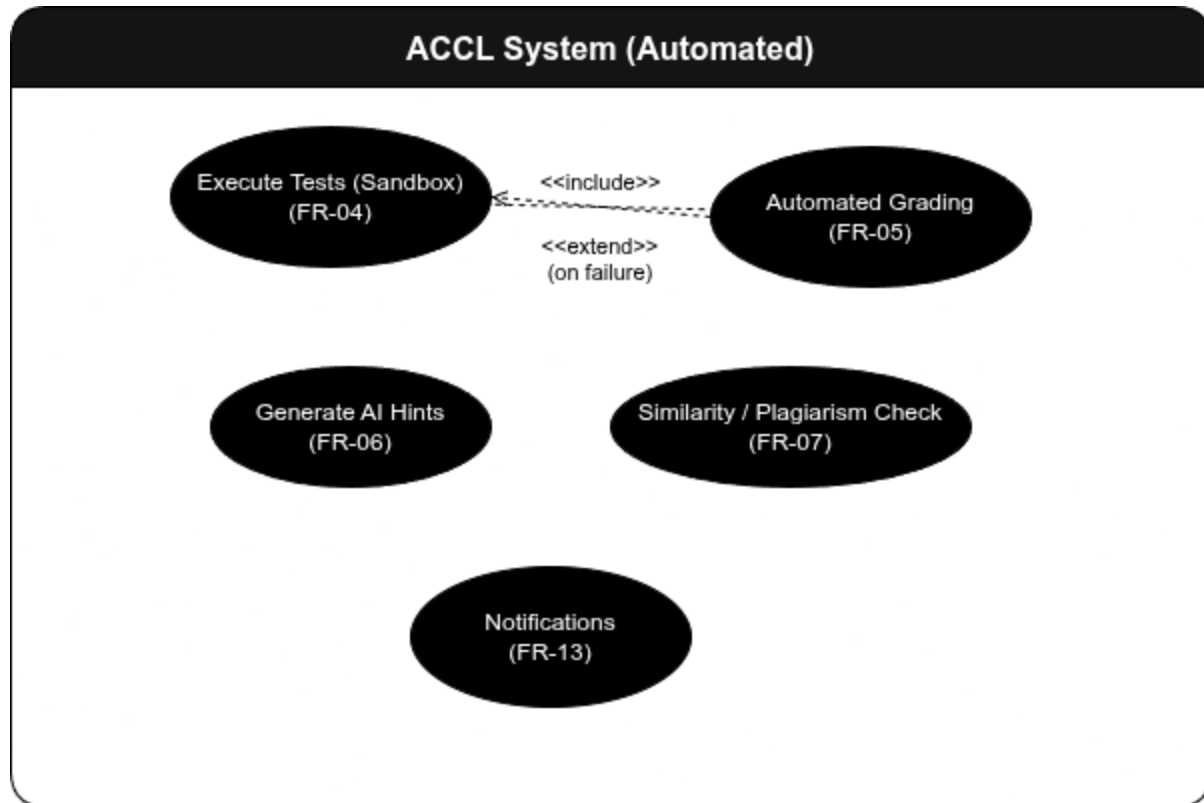 ACCL System (Automated)
Execute Tests (Sandbox)
(FR-04)
<<include>>
<<extend>>
(on failure)
Automated Grading
(FR-05)
Generate AI Hints
(FR-06)
Similarity / Plagiarism Check
(FR-07)
Notifications
(FR-13)